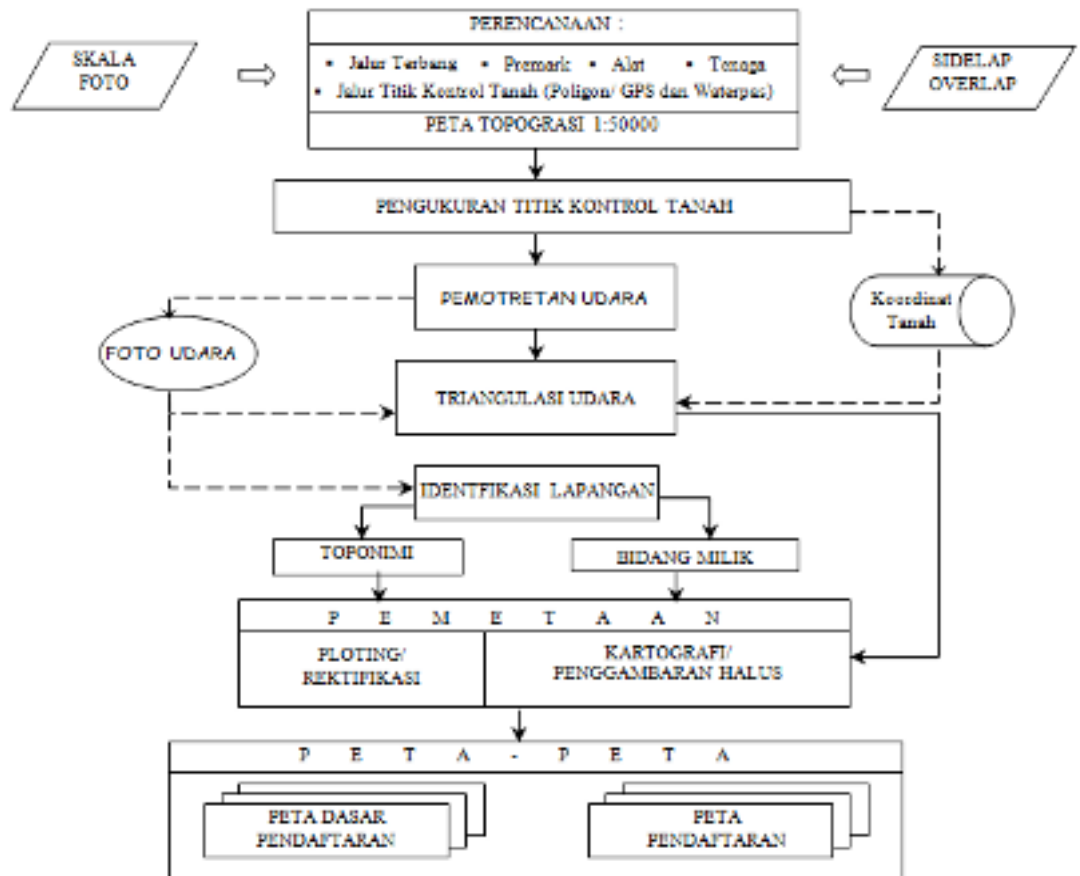 PERENCANAAN :
SKALA
FOTO
• Jalur Terbang • Premark • Alat • Tenaga
• Jalur Titik Kontrol Tanah (Poligon/ GPS dan Waterpas)
PETA TOPOGRASI 1:50000
SIDELAP
OVERLAP
PENGUKURAN TITIK KONTROL TANAH
PEMOTRETAN UDARA
Koordinat
Tanah
FOTO UDARA
TRIANGULASI UDARA
IDENTFIKASI LAPANGAN
TOPONIMI
BIDANG MILIK
P E M E T A A N
PLOTING/
REKTIFIKASI
KARTOGRAFI/
PENGGAMBARAN HALUS
P E T A - P E T A
PETA DASAR
PENDAFTARAN
PETA
PENDAFTARAN